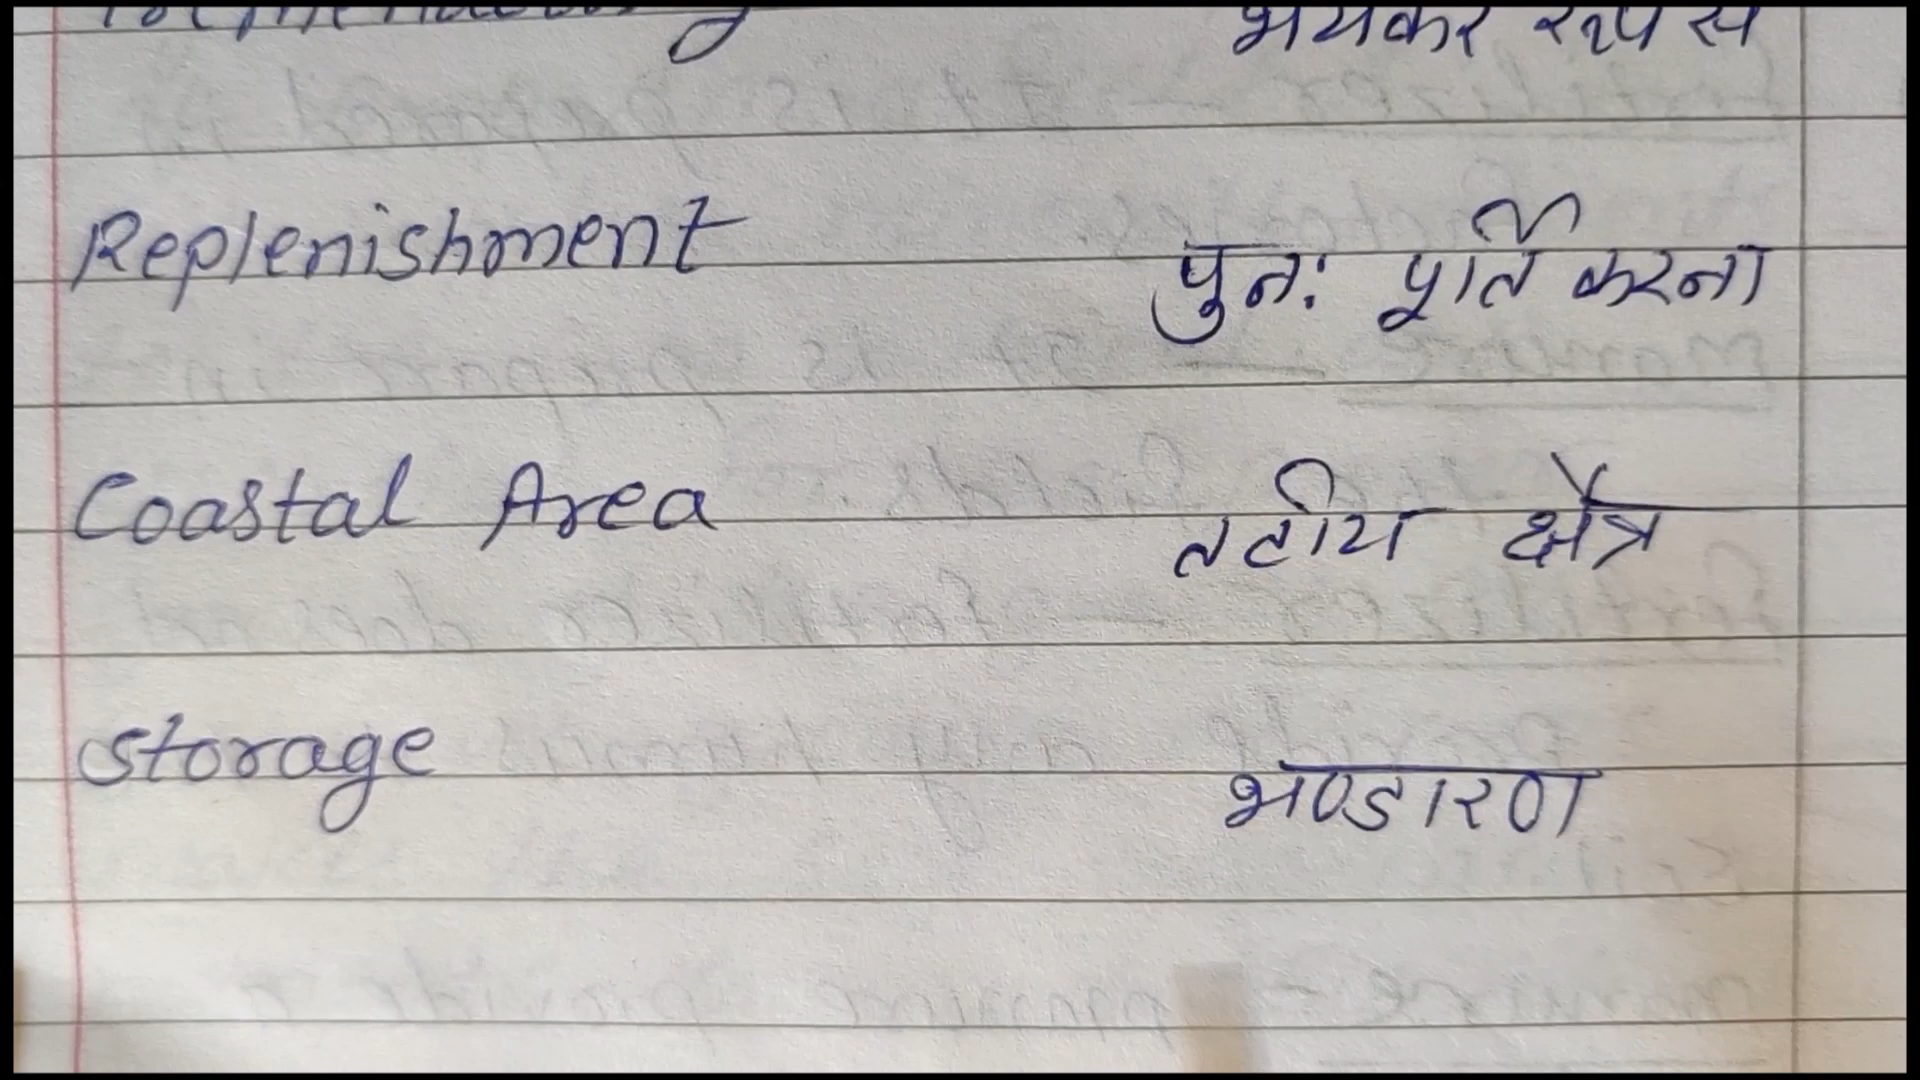 भयंकर रूप से
Replenishment पुनः पूर्ति करना
Coastal Area तटीय क्षेत्र
Storage भण्डारण